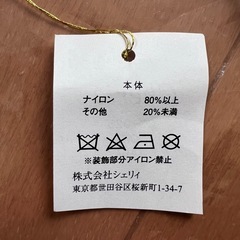 本体
ナイロン 80%以上
その他 20%未満
※装飾部分アイロン禁止
株式会社シェリィ
東京都世田谷区桜新町1-34-7